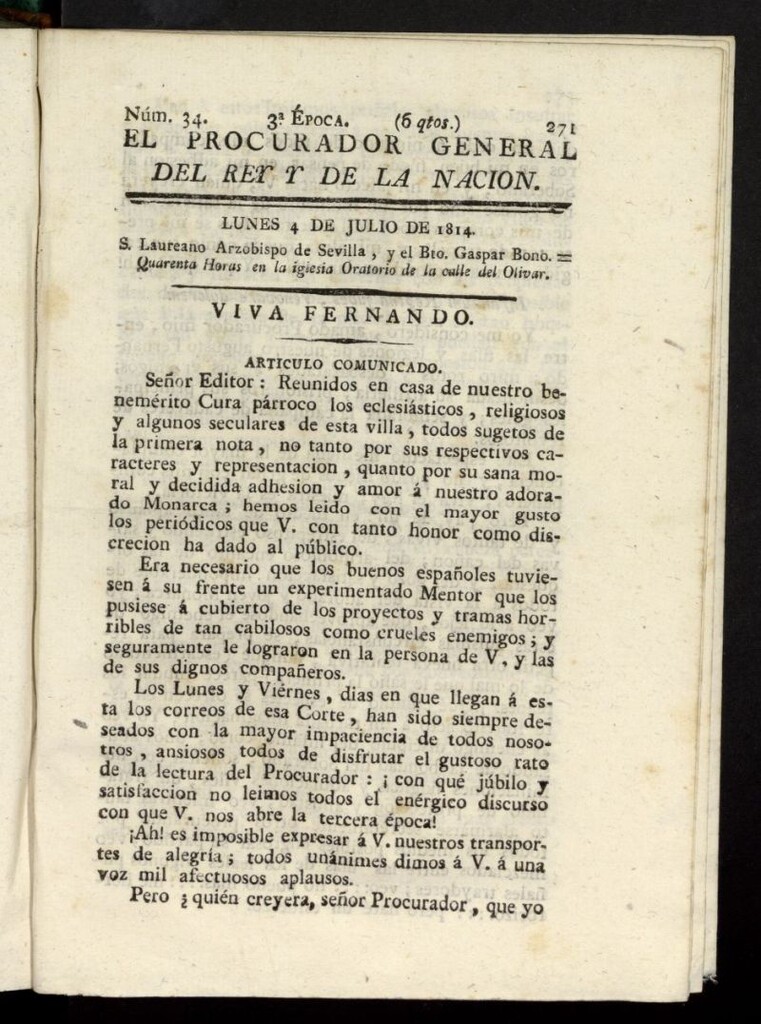 Núm. 34. 3ª ÉPOCA. (6 qtos.) 271
EL PROCURADOR GENERAL
DEL REY Y DE LA NACION.
LUNES 4 DE JULIO DE 1814.
S. Laureano Arzobispo de Sevilla, y el Bto. Gaspar Bono. =
Quarenta Horas en la iglesia Oratorio de la calle del Olivar.
VIVA FERNANDO.
ARTICULO COMUNICADO.
Señor Editor: Reunidos en casa de nuestro be-
nemérito Cura párroco los eclesiásticos, religiosos
y algunos seculares de esta villa, todos sugetos de
la primera nota, no tanto por sus respectivos ca-
racteres y representacion, quanto por su sana mo-
ral y decidida adhesion y amor á nuestro adora-
do Monarca; hemos leido con el mayor gusto
los periódicos que V. con tanto honor como dis-
crecion ha dado al público.
Era necesario que los buenos españoles tuvie-
sen á su frente un experimentado Mentor que los
pusiese á cubierto de los proyectos y tramas hor-
ribles de tan cabilosos como crueles enemigos; y
seguramente le lograron en la persona de V. y las
de sus dignos compañeros.
Los Lunes y Viérnes, dias en que llegan á es-
ta los correos de esa Corte, han sido siempre de-
seados con la mayor impaciencia de todos noso-
tros, ansiosos todos de disfrutar el gustoso rato
de la lectura del Procurador: ¡con qué júbilo y
satisfaccion no leimos todos el enérgico discurso
con que V. nos abre la tercera época!
¡Ah! es imposible expresar á V. nuestros transpor-
tes de alegría; todos unánimes dimos á V. á una
voz mil afectuosos aplausos.
Pero ¿quién creyera, señor Procurador, que yo